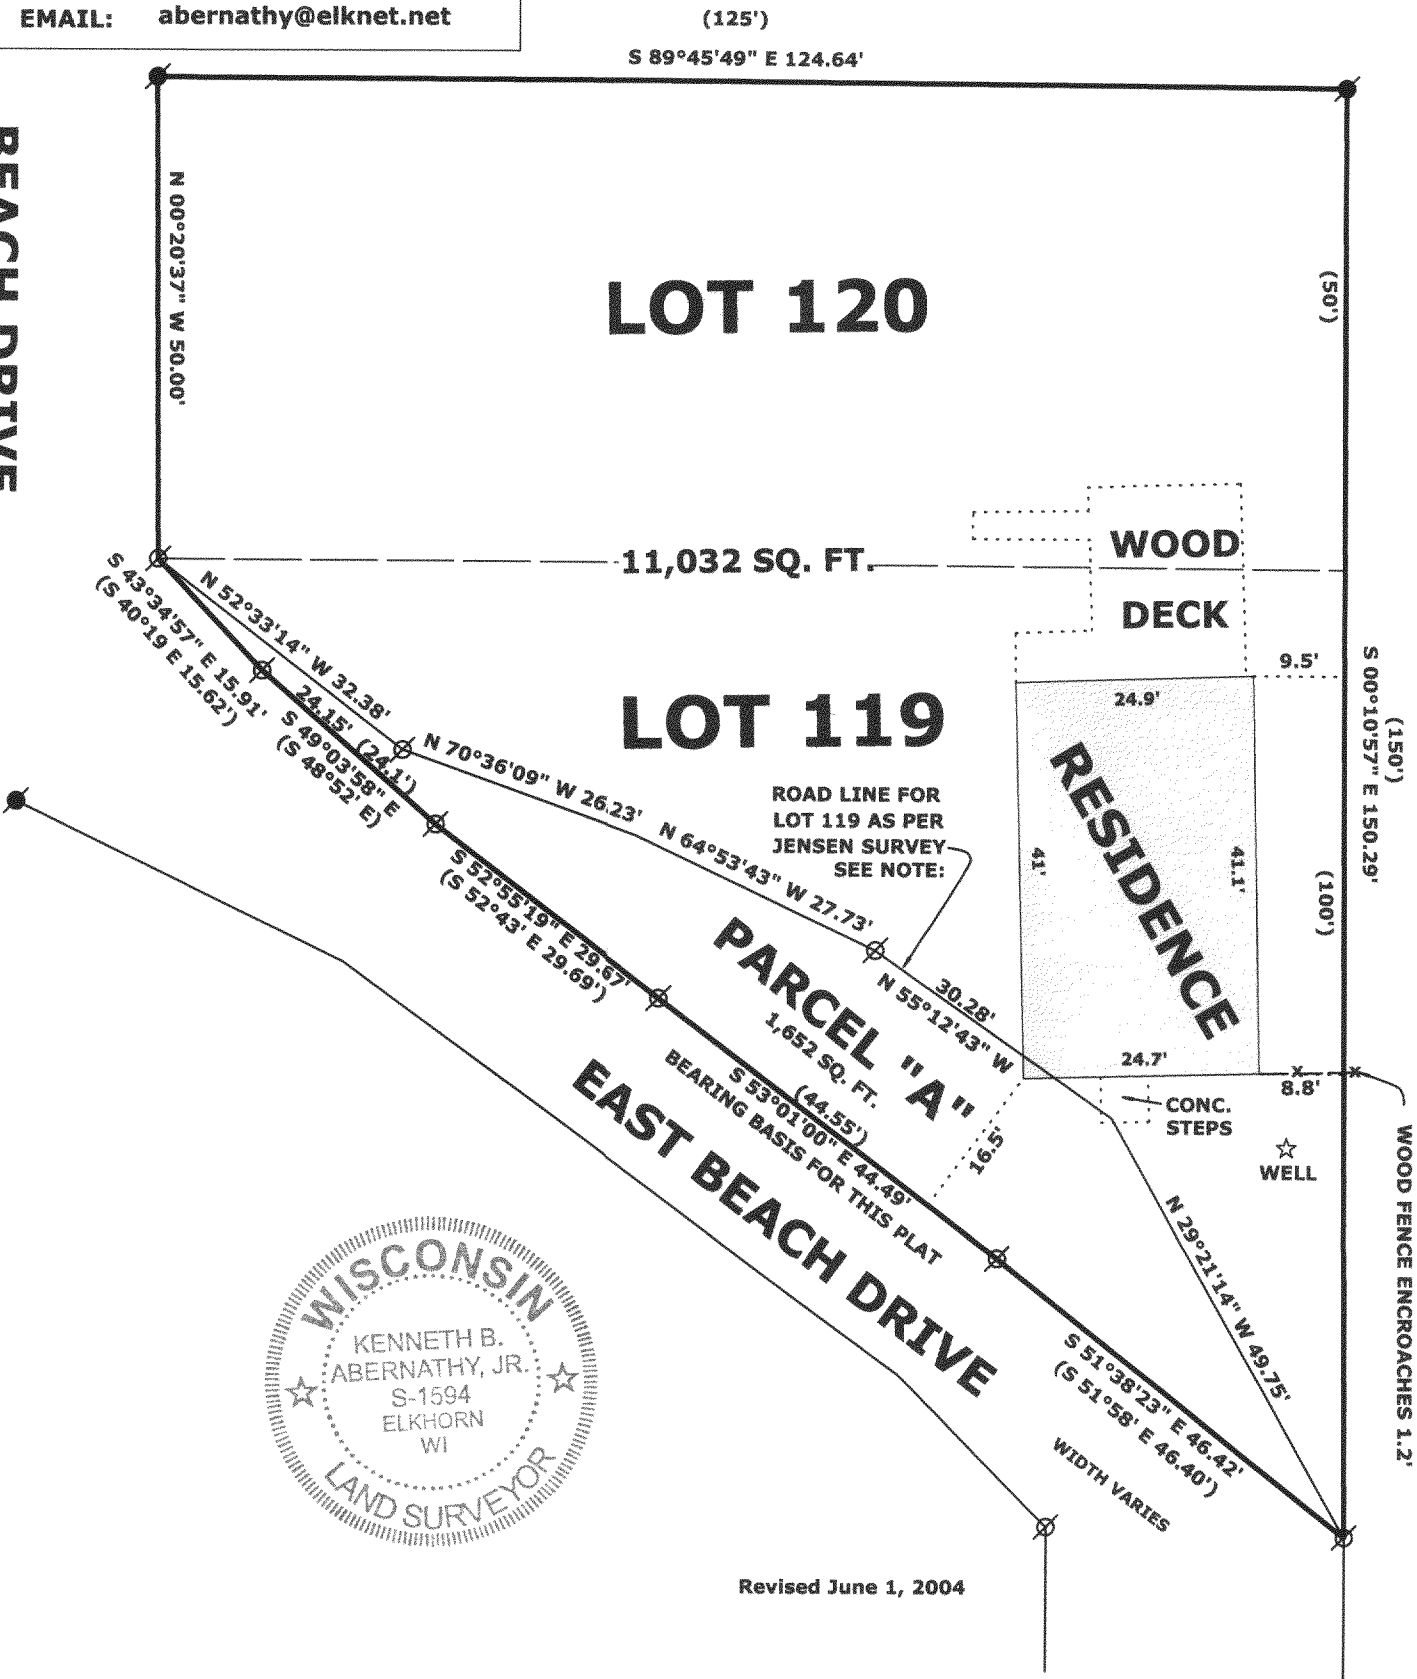 EMAIL: abernathy@elknet.net
(125')
S 89°45'49" E 124.64'
BEACH DRIVE
N 00°20'37" W 50.00'
LOT 120
(50')
WOOD
DECK
11,032 SQ. FT.
9.5'
24.9'
S 43°34'57" E 15.91'
(S 40°19 E 15.62')
N 52°33'14" W 32.38'
24.15' (24.1')
S 49°03'58" E
(S 48°52' E)
LOT 119
N 70°36'09" W 26.23'
N 64°53'43" W 27.73'
ROAD LINE FOR
LOT 119 AS PER
JENSEN SURVEY
SEE NOTE:
RESIDENCE
41'
41.1'
(150')
S 00°10'57" E 150.29'
(100')
S 52°55'19" E 29.67'
(S 52°43' E 29.69')
PARCEL "A"
1,652 SQ. FT.
30.28'
N 55°12'43" W
24.7'
8.8'
CONC.
STEPS
WELL
16.5'
(44.55')
S 53°01'00" E 44.49'
BEARING BASIS FOR THIS PLAT
EAST BEACH DRIVE
WOOD FENCE ENCROACHES 1.2'
N 29°21'14" W 49.75'
S 51°38'23" E 46.42'
(S 51°58' E 46.40')
WIDTH VARIES
WISCONSIN
KENNETH B.
ABERNATHY, JR.
S-1594
ELKHORN
WI
LAND SURVEYOR
Revised June 1, 2004